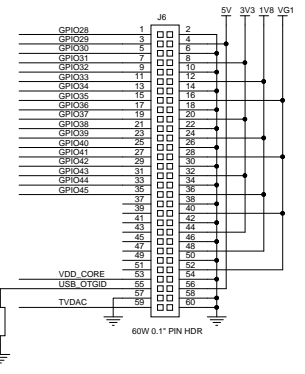 5V 3V3 1V8 VG1
J6
GPIO28 1 2
GPIO29 3 4
GPIO30 5 6
GPIO31 7 8
GPIO32 9 10
GPIO33 11 12
GPIO34 13 14
GPIO35 15 16
GPIO36 17 18
GPIO37 19 20
GPIO38 21 22
GPIO39 23 24
GPIO40 25 26
GPIO41 27 28
GPIO42 29 30
GPIO43 31 32
GPIO44 33 34
GPIO45 35 36
37 38
39 40
41 42
43 44
45 46
47 48
49 50
51 52
VDD_CORE 53 54
USB_OTGID 55 56
57 58
TVDAC 59 60
60W 0.1" PIN HDR